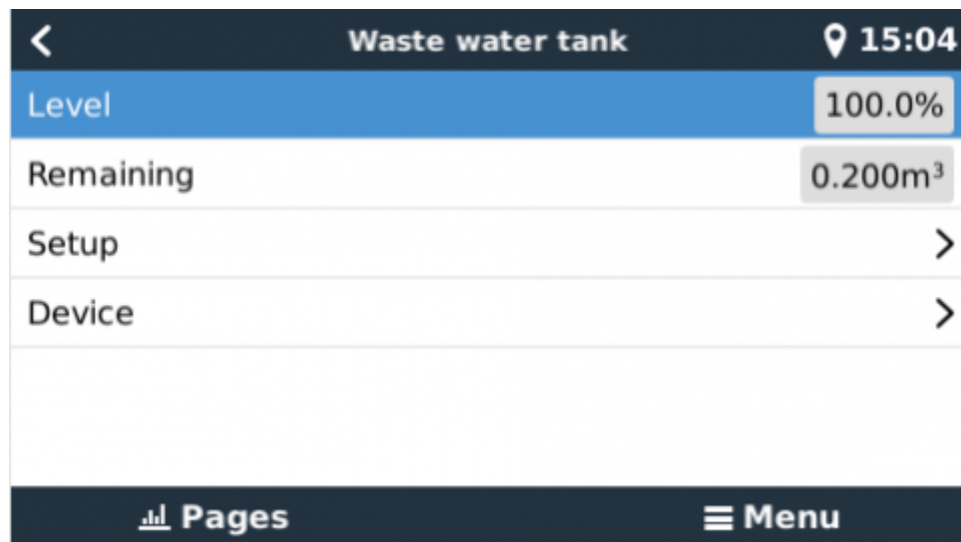 Waste water tank 15:04
Level 100.0%
Remaining 0.200m³
Setup
Device
Pages Menu